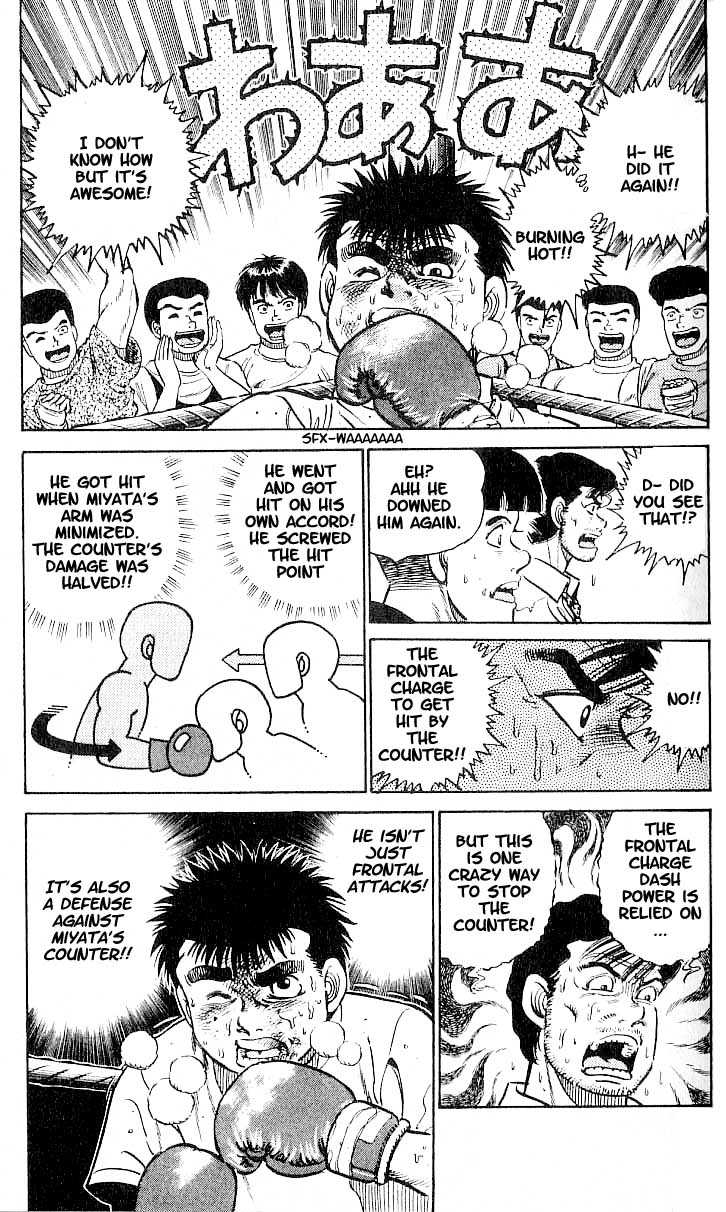 わあぁ
H- HE
DID IT
AGAIN!!
BURNING
HOT!!
I DON'T
KNOW HOW
BUT IT'S
AWESOME!
SFX-WAAAAAAA
D- DID
YOU SEE
THAT!?
EH?
AHH HE
DOWNED
HIM AGAIN.
NO!!
THE
FRONTAL
CHARGE
TO GET
HIT BY
THE
COUNTER!!
HE WENT
AND GOT
HIT ON HIS
OWN ACCORD!
HE SCREWED
THE HIT
POINT
HE GOT HIT
WHEN MIYATA'S
ARM WAS
MINIMIZED.
THE COUNTER'S
DAMAGE WAS
HALVED!!
THE
FRONTAL
CHARGE
DASH
POWER IS
RELIED ON
...
BUT THIS
IS ONE
CRAZY WAY
TO STOP
THE
COUNTER!
HE ISN'T
JUST
FRONTAL
ATTACKS!
IT'S ALSO
A DEFENSE
AGAINST
MIYATA'S
COUNTER!!